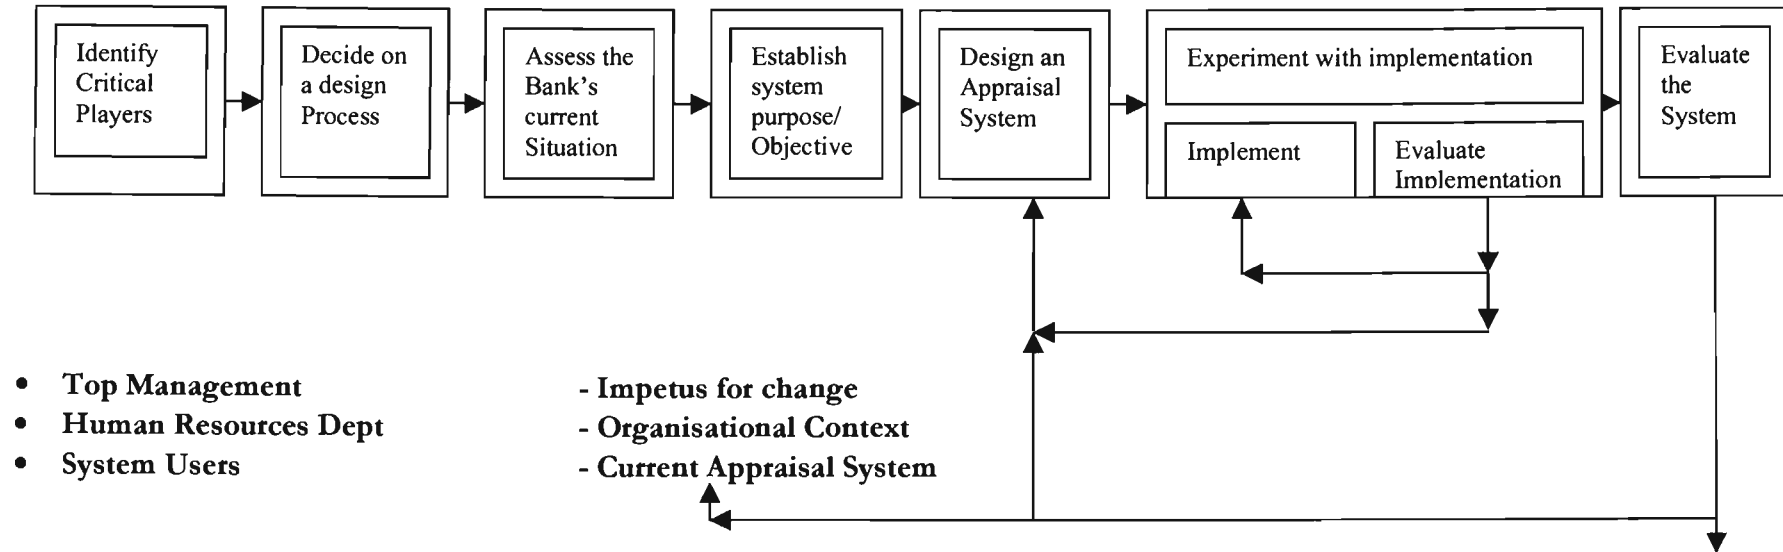 Identify
Critical
Players
Decide on
a design
Process
Assess the
Bank's
current
Situation
Establish
system
purpose/
Objective
Design an
Appraisal
System
Experiment with implementation
Implement
Evaluate
Implementation
Evaluate
the
System
• Top Management
• Human Resources Dept
• System Users
- Impetus for change
- Organisational Context
- Current Appraisal System